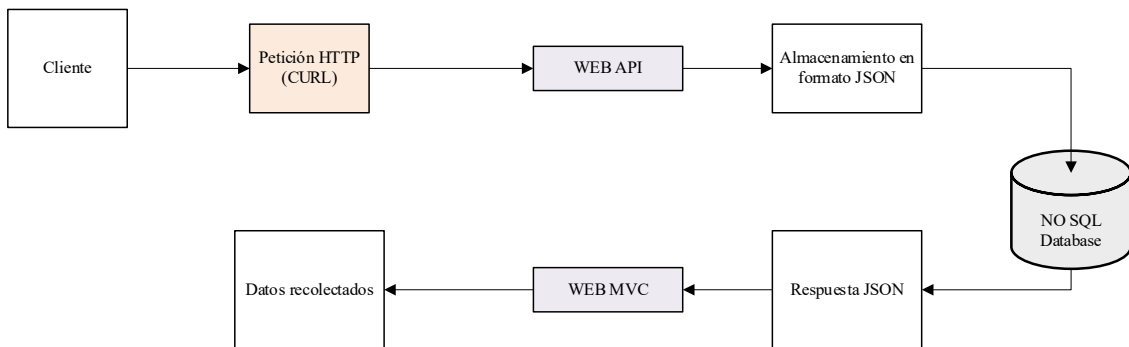 Cliente
Petición HTTP
(CURL)
WEB API
Almacenamiento en
formato JSON
NO SQL
Database
Datos recolectados
WEB MVC
Respuesta JSON